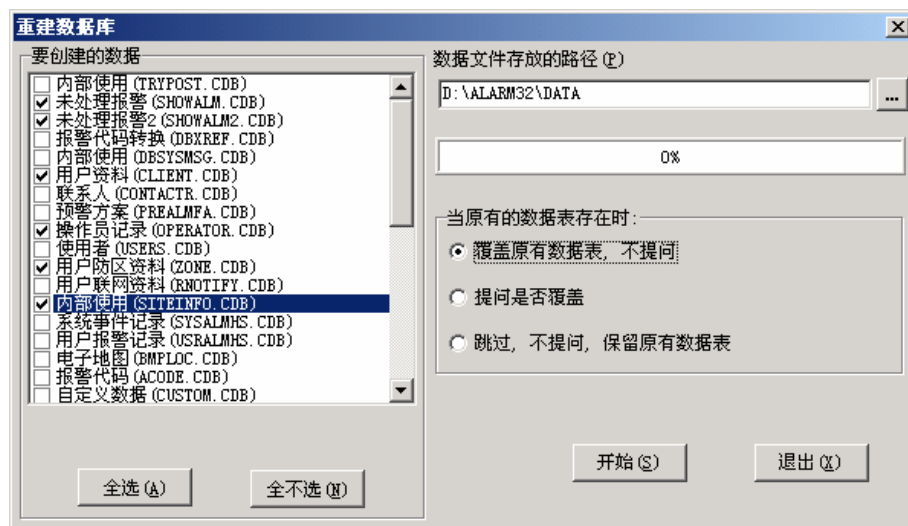 重建数据库
要创建的数据
内部使用(TRYPOST.CDB)
未处理报警(SHOWALM.CDB)
未处理报警2(SHOWALM2.CDB)
报警代码转换(DBXREF.CDB)
内部使用(DBSYSMSG.CDB)
用户资料(CLIENT.CDB)
联系人(CONTACTR.CDB)
预警方案(PREALMFA.CDB)
操作员记录(OPERATOR.CDB)
使用者(USERS.CDB)
用户防区资料(ZONE.CDB)
用户联网资料(RNOTIFY.CDB)
内部使用(SITEINFO.CDB)
系统事件记录(SYSALMHS.CDB)
用户报警记录(USRALMHS.CDB)
电子地图(BMPLOC.CDB)
报警代码(ACODE.CDB)
自定义数据(CUSTOM.CDB)
全选(A)
全不选(N)
数据文件存放的路径(P)
D:\ALARM32\DATA
...
0%
当原有的数据表存在时:
覆盖原有数据表, 不提问
提问是否覆盖
跳过, 不提问, 保留原有数据表
开始(S)
退出(X)